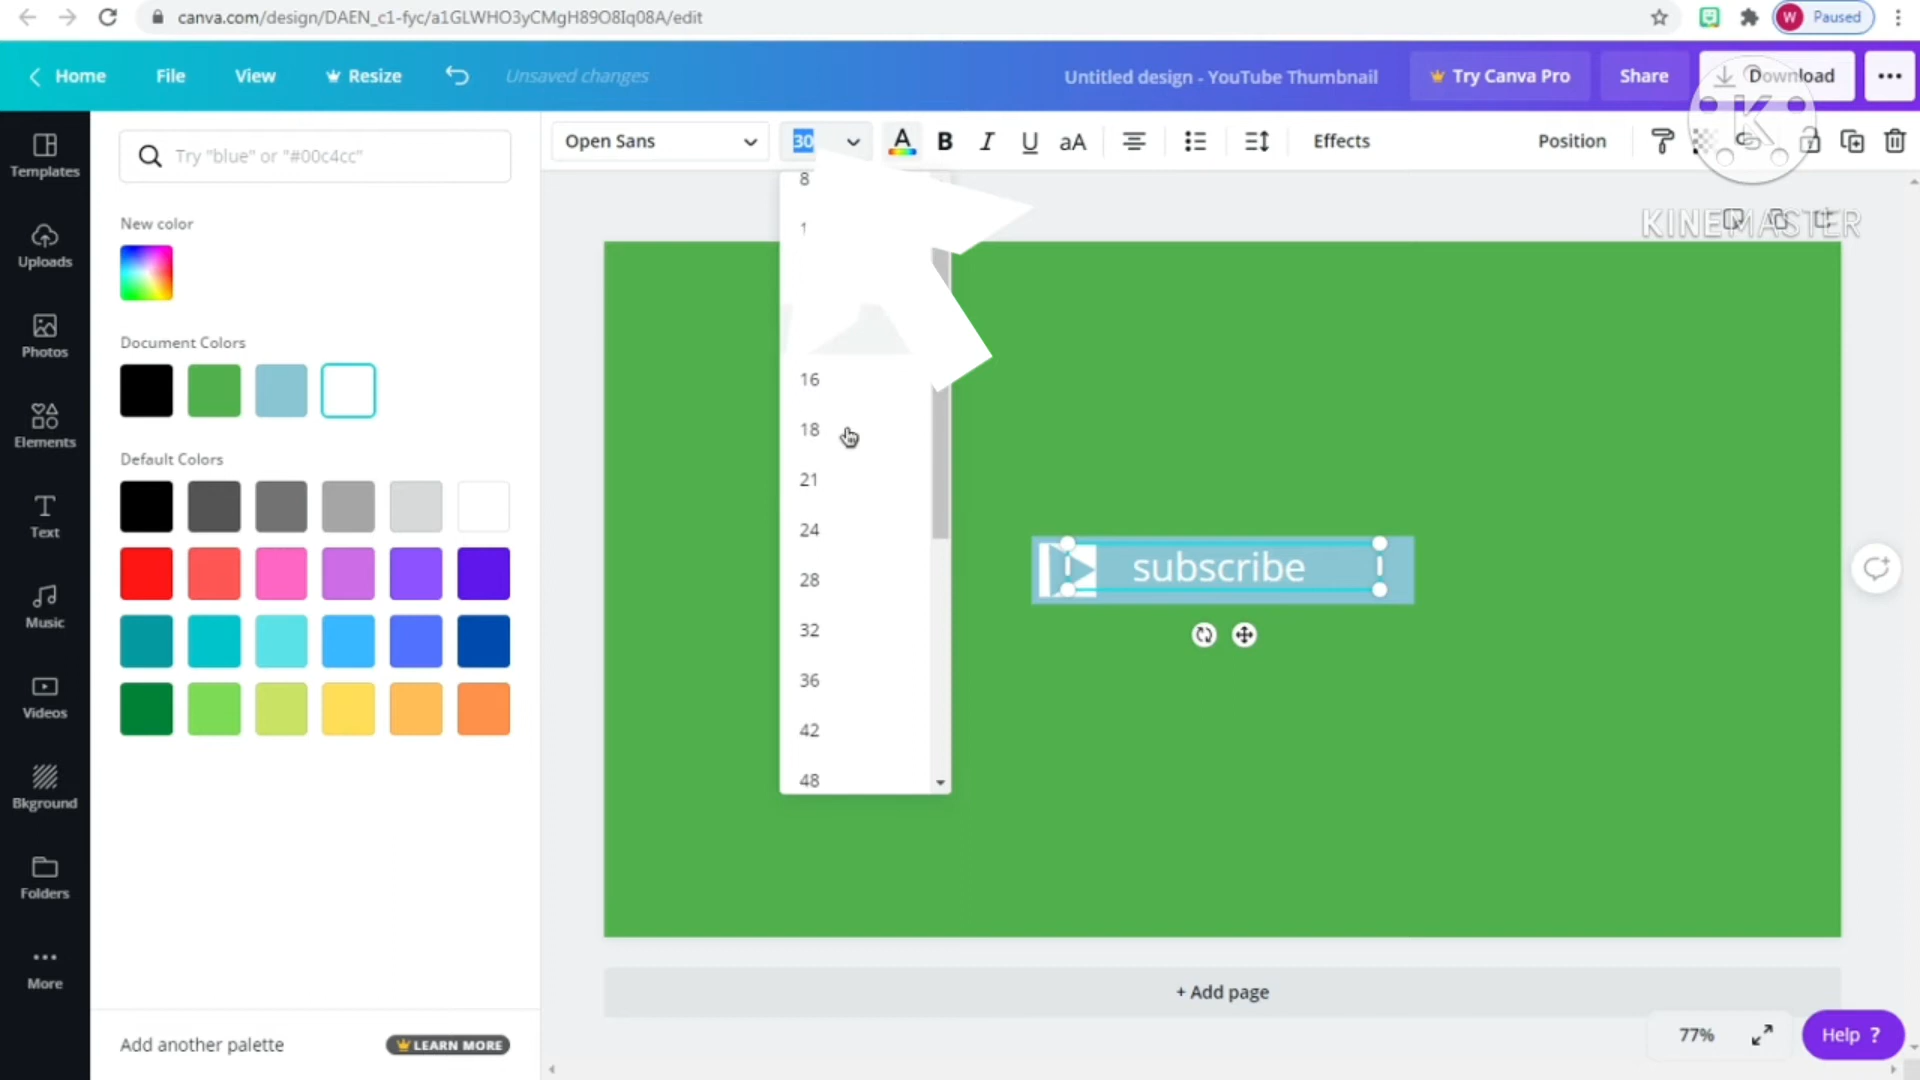 canva.com/design/DAEN_c1-fyc/a1GLWHO3yCMgH89O8Iq08A/edit
W Paused
Home File View Resize Unsaved changes Untitled design - YouTube Thumbnail Try Canva Pro Share Download
Open Sans 30 A B I U aA Effects Position
K
KINEMASTER
Templates
Uploads
Photos
Elements
Text
Music
Videos
Bkground
Folders
More
Try "blue" or "#00c4cc"
New color
Document Colors
Default Colors
Add another palette LEARN MORE
8
16
18
21
24
28
32
36
42
48
subscribe
+ Add page
77%
Help ?